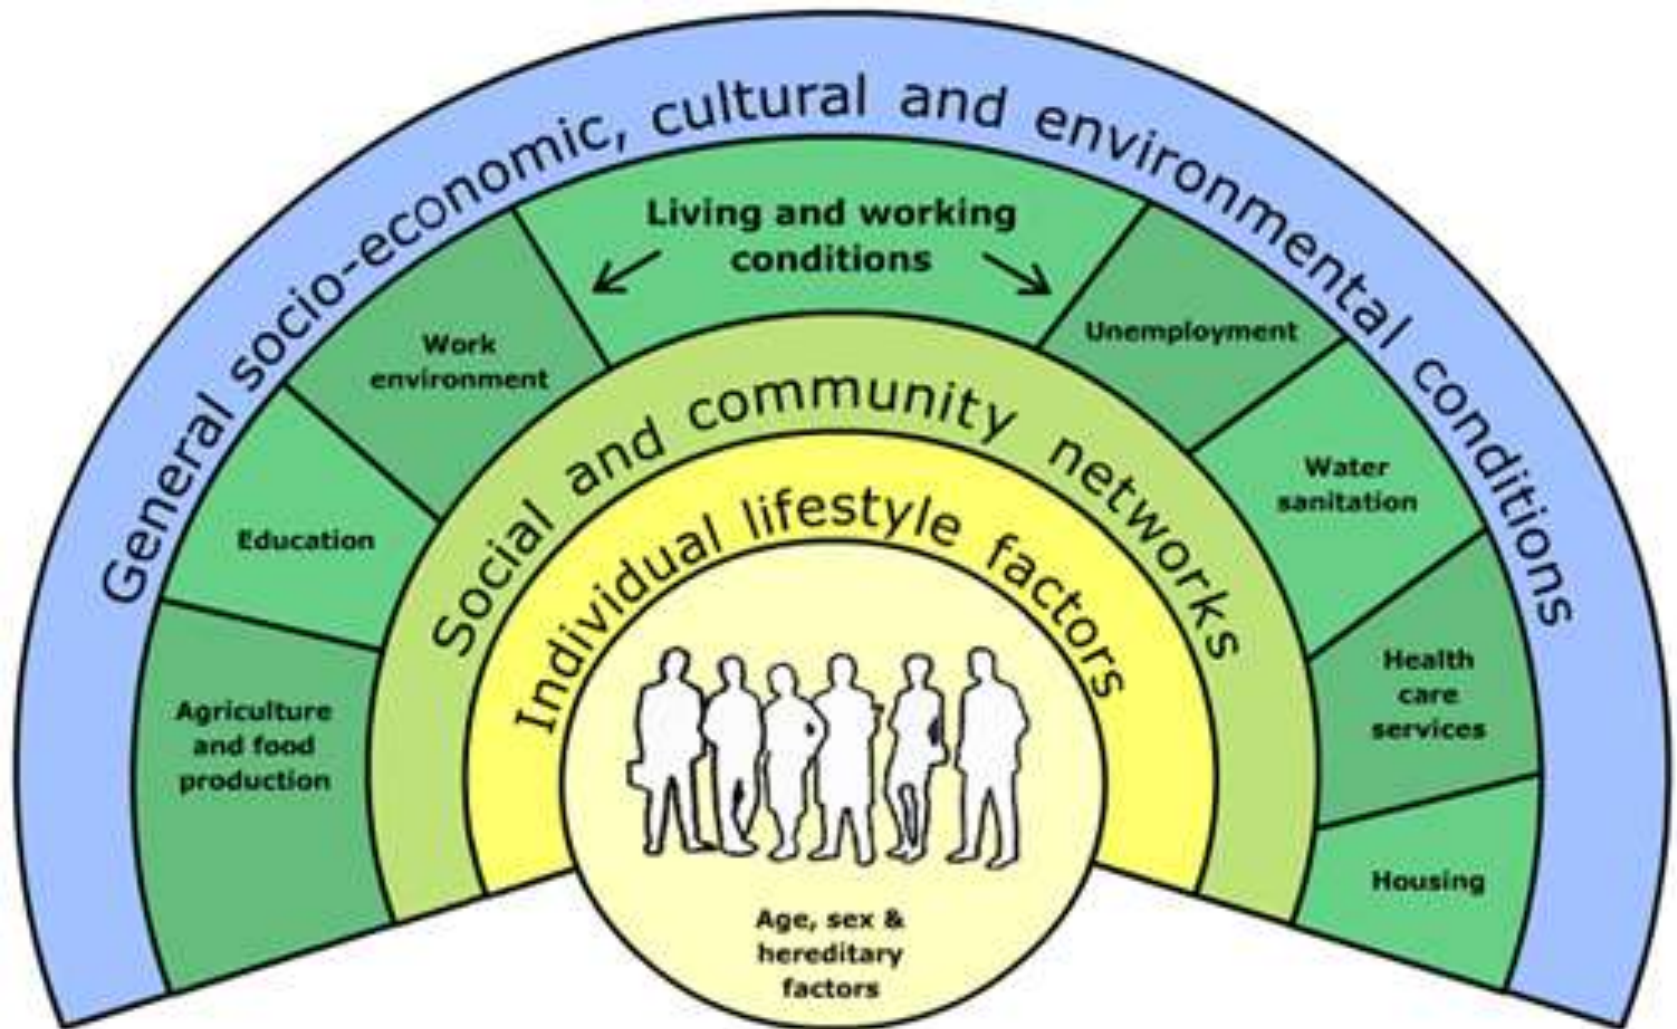 General socio-economic, cultural and environmental conditions
Living and working
conditions
Work
environment
Unemployment
Education
Water
sanitation
Agriculture
and food
production
Health
care
services
Housing
Social and community networks
Individual lifestyle factors
Age, sex &
hereditary
factors